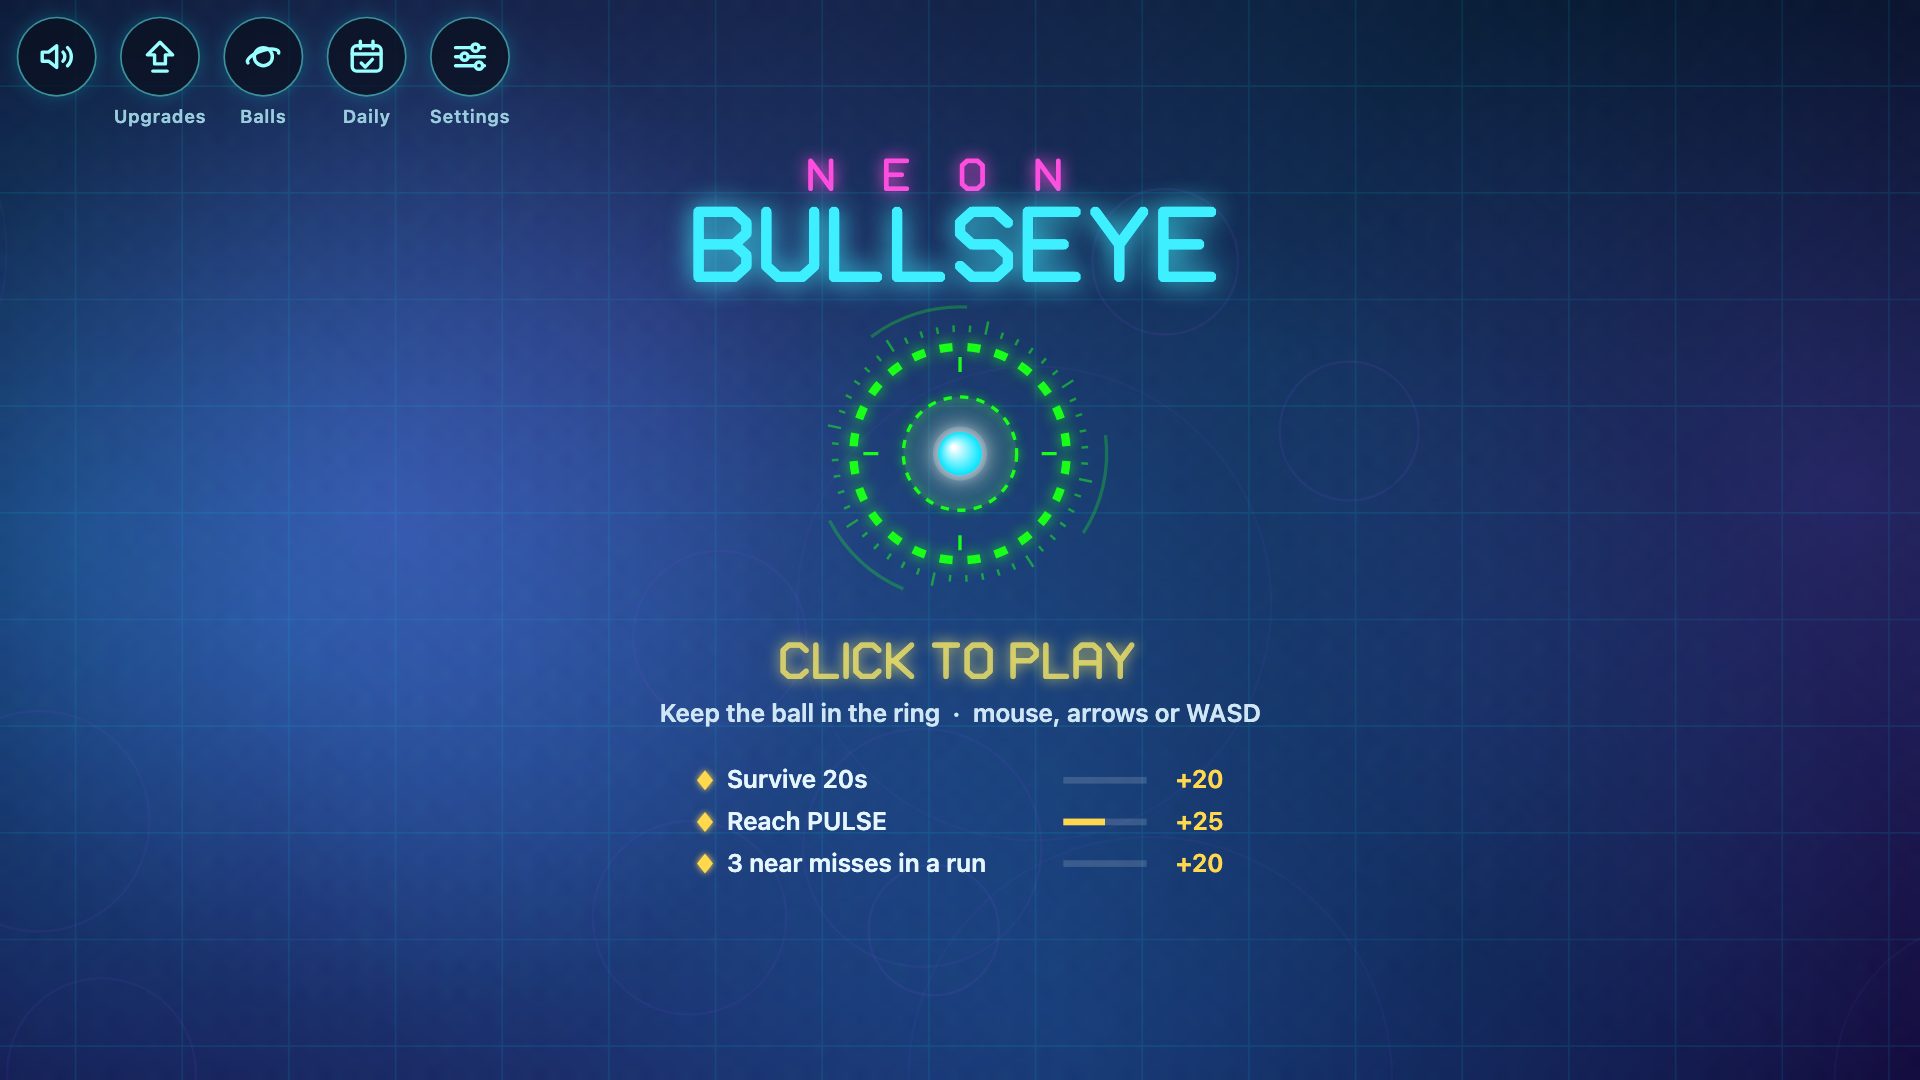 Upgrades
Balls
Daily
Settings
NEON
BULLSEYE
CLICK TO PLAY
Keep the ball in the ring · mouse, arrows or WASD
Survive 20s +20
Reach PULSE +25
3 near misses in a run +20